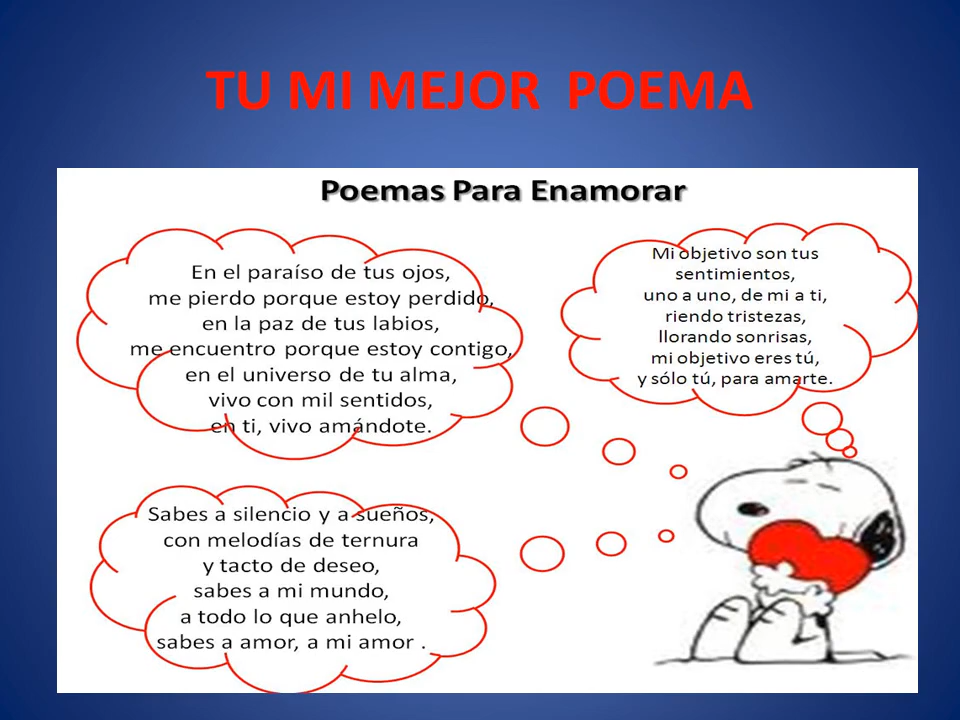 TU MI MEJOR POEMA
Poemas Para Enamorar
En el paraíso de tus ojos,
me pierdo porque estoy perdido,
en la paz de tus labios,
me encuentro porque estoy contigo,
en el universo de tu alma,
vivo con mil sentidos,
en ti, vivo amándote.
Mi objetivo son tus
sentimientos,
uno a uno, de mi a ti,
riendo tristezas,
llorando sonrisas,
mi objetivo eres tú,
y sólo tú, para amarte.
Sabes a silencio y a sueños,
con melodías de ternura
y tacto de deseo,
sabes a mi mundo,
a todo lo que anhelo,
sabes a amor, a mi amor .